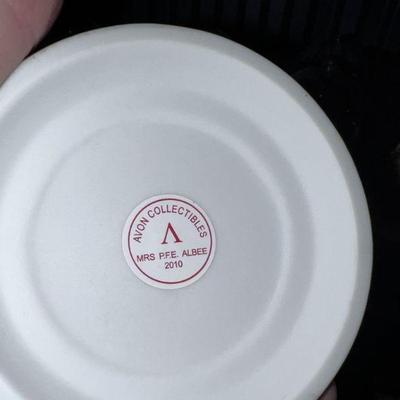 AVON COLLECTIBLES
Λ
MRS P.F.E. ALBEE
2010